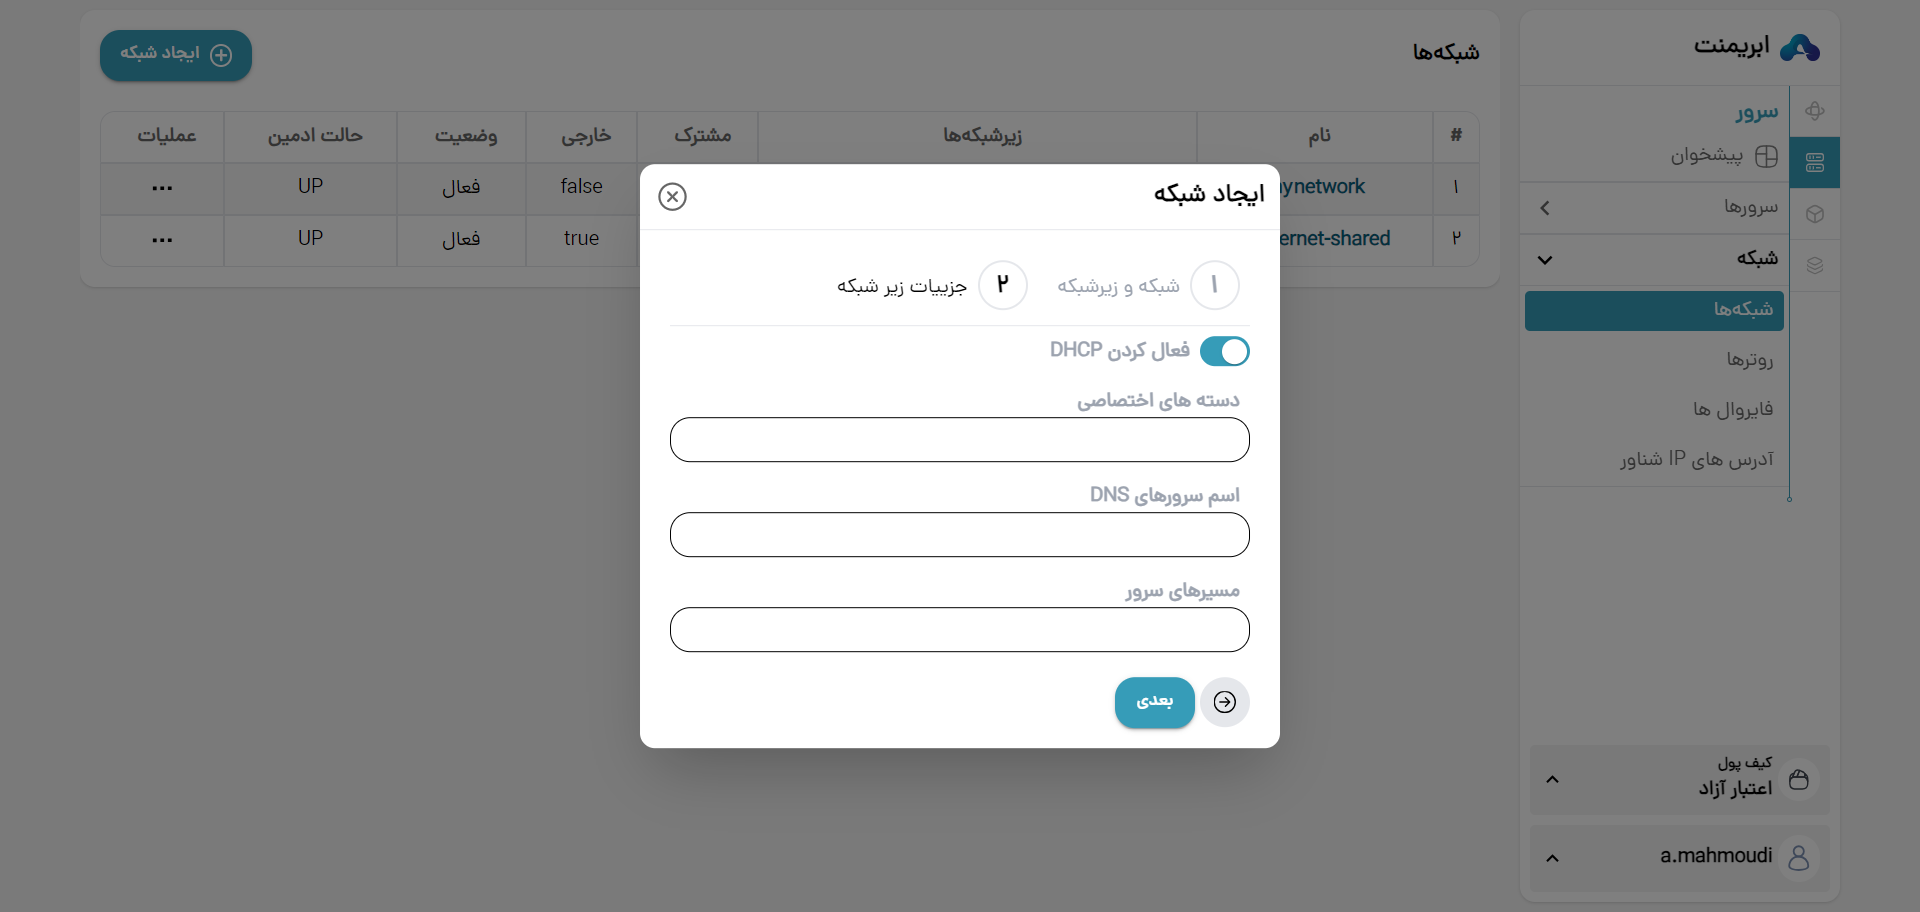 ابریمنت
سرور
پیشخوان
سرورها
شبکه
شبکه‌ها
روترها
فایروال ها
آدرس های IP شناور
کیف پول
اعتبار آزاد
a.mahmoudi
شبکه‌ها
ایجاد شبکه
# نام زیرشبکه‌ها مشترک خارجی وضعیت حالت ادمین عملیات
۱ ynetwork false فعال UP ...
۲ ernet-shared true فعال UP ...
ایجاد شبکه
۱ شبکه و زیرشبکه ۲ جزییات زیر شبکه
فعال کردن DHCP
دسته های اختصاصی
اسم سرورهای DNS
مسیرهای سرور
بعدی